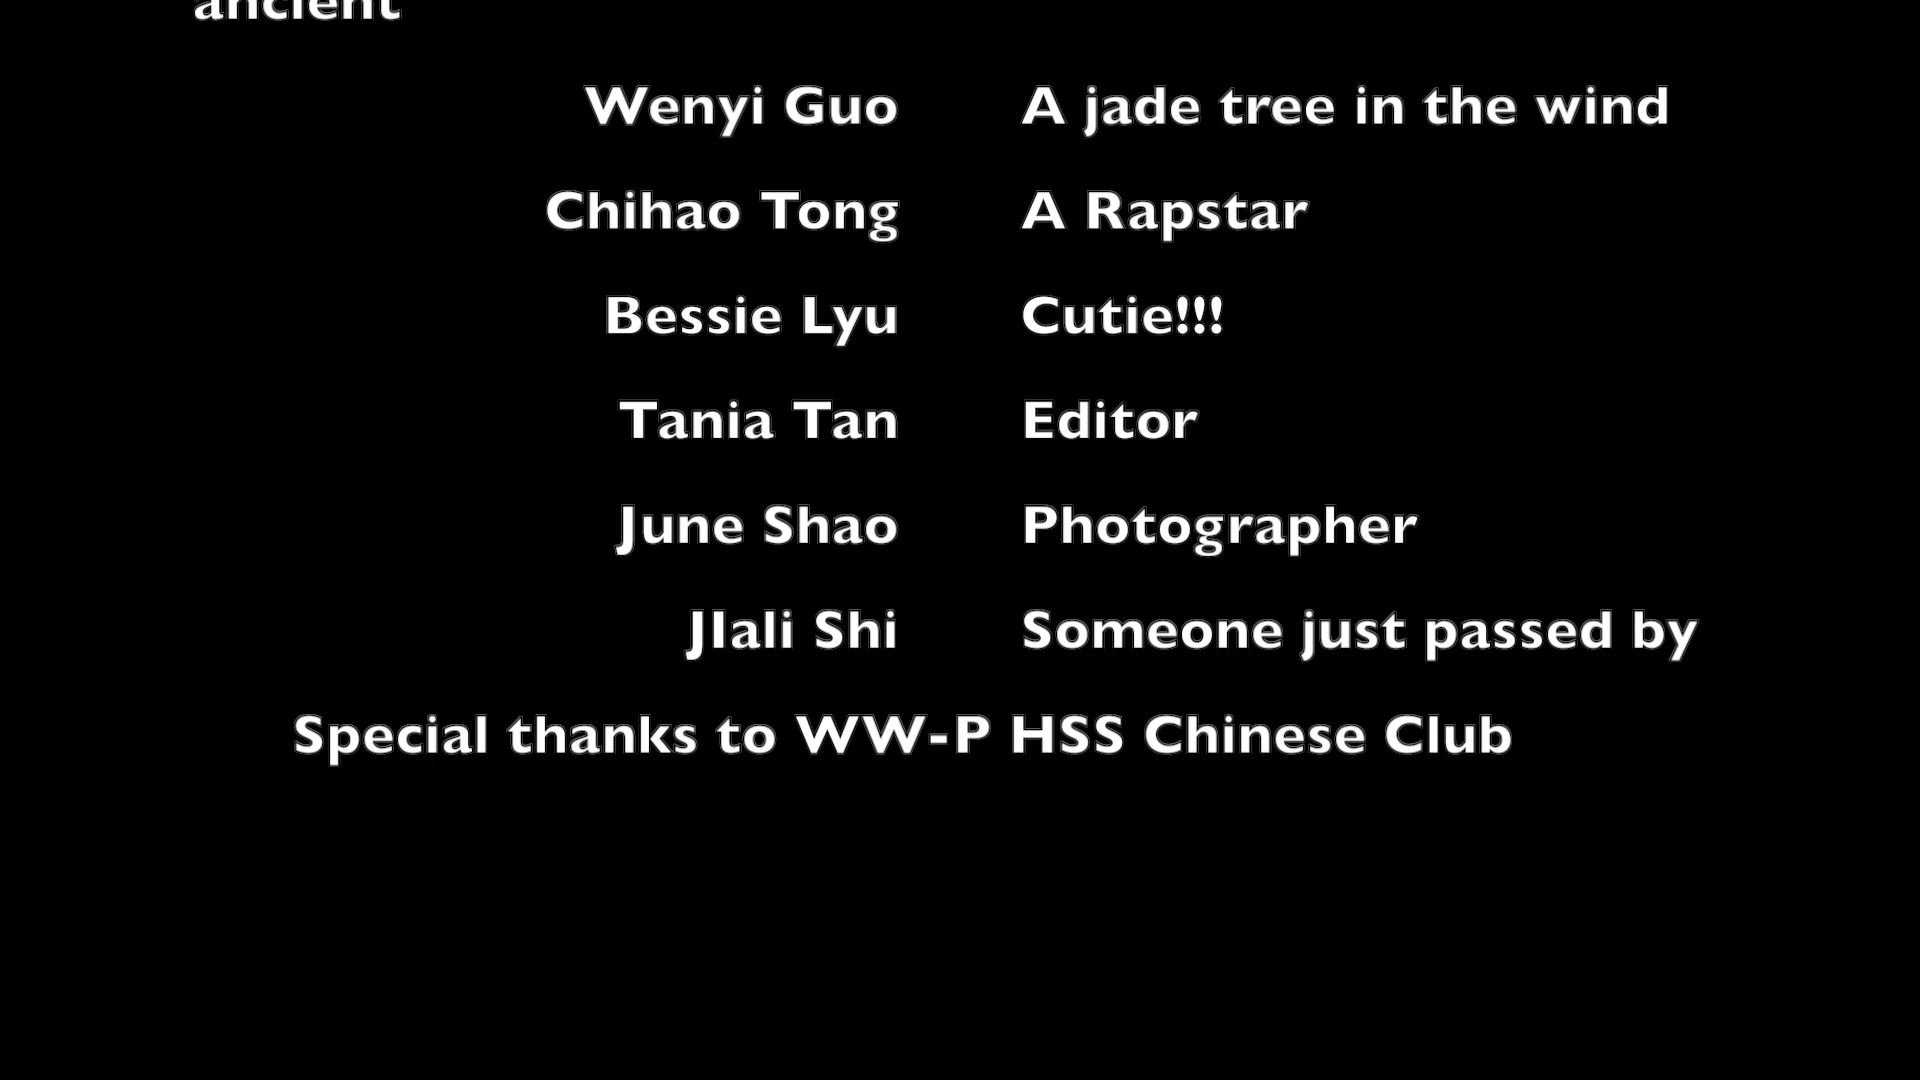 ancient
Wenyi Guo A jade tree in the wind
Chihao Tong A Rapstar
Bessie Lyu Cutie!!!
Tania Tan Editor
June Shao Photographer
JIali Shi Someone just passed by
Special thanks to WW-P HSS Chinese Club